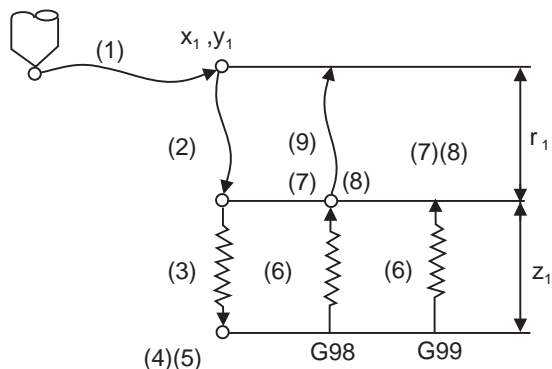 (1)
x₁ ,y₁
(2)
(9)
(7)(8)
r₁
(7)
(8)
(3)
(6)
(6)
z₁
(4)(5)
G98
G99